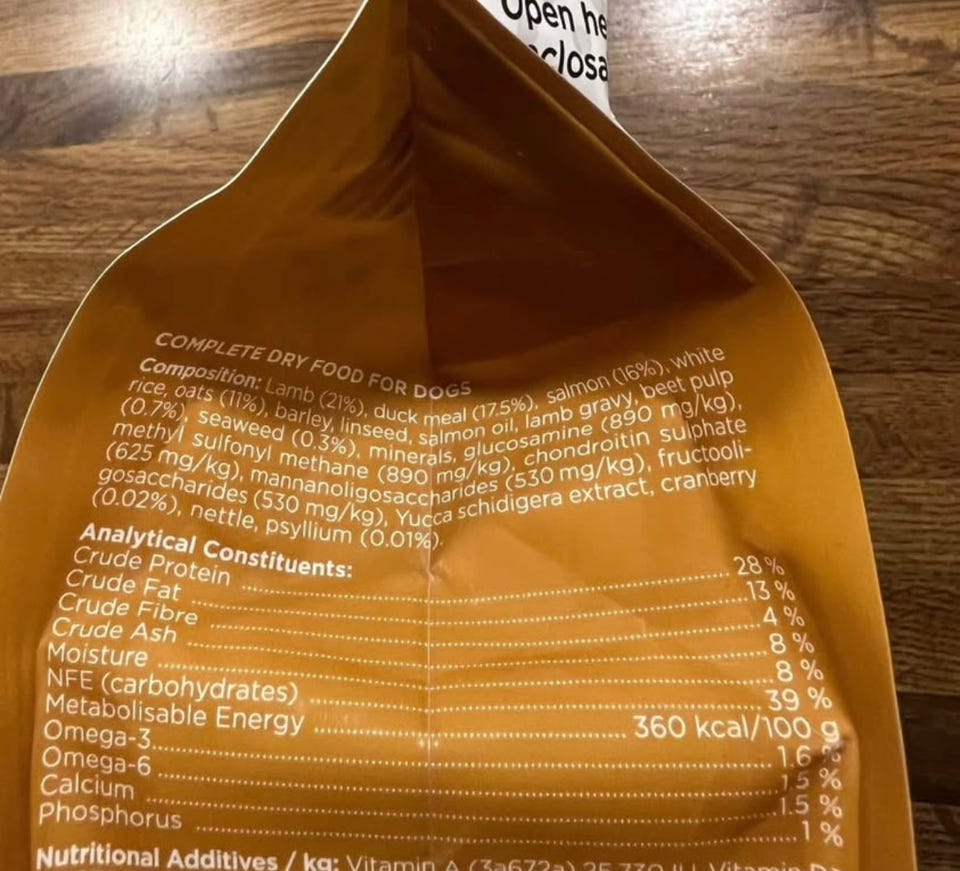 Open he
closa
COMPLETE DRY FOOD FOR DOGS
Composition: Lamb (21%), duck meal (17.5%), salmon (16%), white
rice, oats (11%), barley, linseed, salmon oil, lamb gravy, beet pulp
(0.7%), seaweed (0.3%), minerals, glucosamine (890 mg/kg),
methyl sulfonyl methane (890 mg/kg), chondroitin sulphate
(625 mg/kg), mannanoligosaccharides (530 mg/kg), fructooli-
gosaccharides (530 mg/kg), Yucca schidigera extract, cranberry
(0.02%), nettle, psyllium (0.01%).
Analytical Constituents:
Crude Protein 28 %
Crude Fat 13 %
Crude Fibre 4 %
Crude Ash 8 %
Moisture 8 %
NFE (carbohydrates) 39 %
Metabolisable Energy 360 kcal/100 g
Omega-3 1.6 %
Omega-6 %
Calcium 1.5 %
Phosphorus 1 %
Nutritional Additives / kg: Vitamin A (3a672a) Vitamin